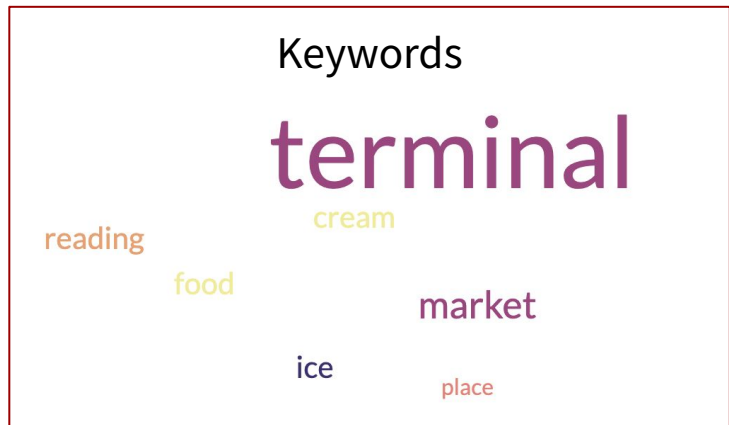 Keywords
terminal
cream
reading
food
market
ice
place